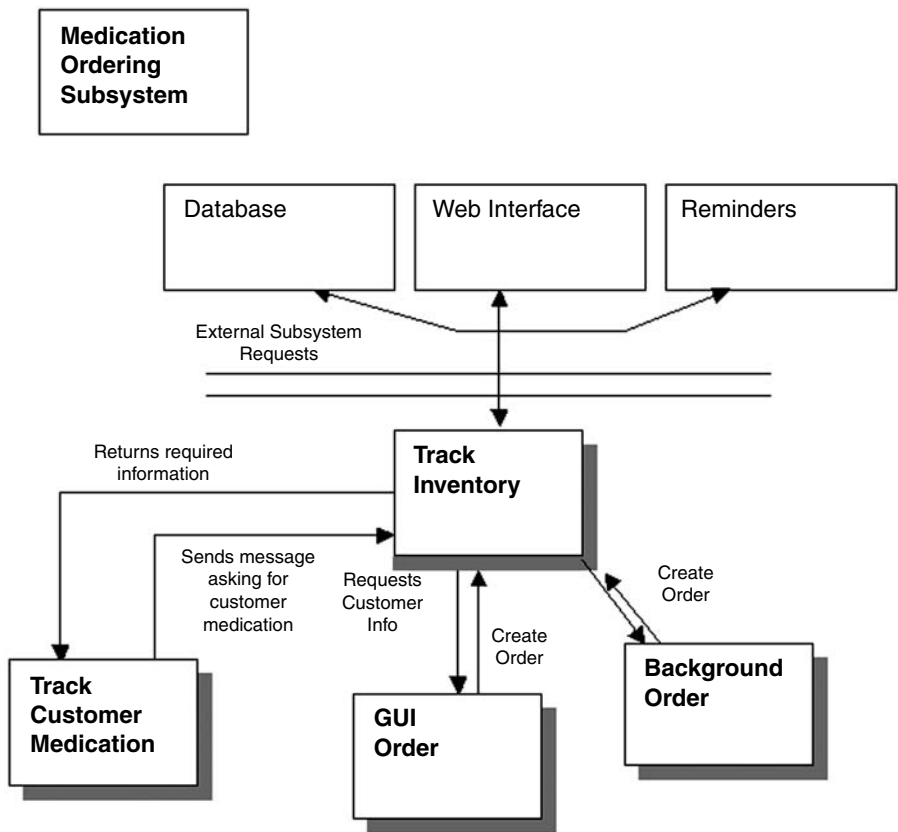 Medication
Ordering
Subsystem
Database
Web Interface
Reminders
External Subsystem
Requests
Returns required
information
Track
Inventory
Sends message
asking for
customer
medication
Requests
Customer
Info
Create
Order
Create
Order
Track
Customer
Medication
GUI
Order
Background
Order